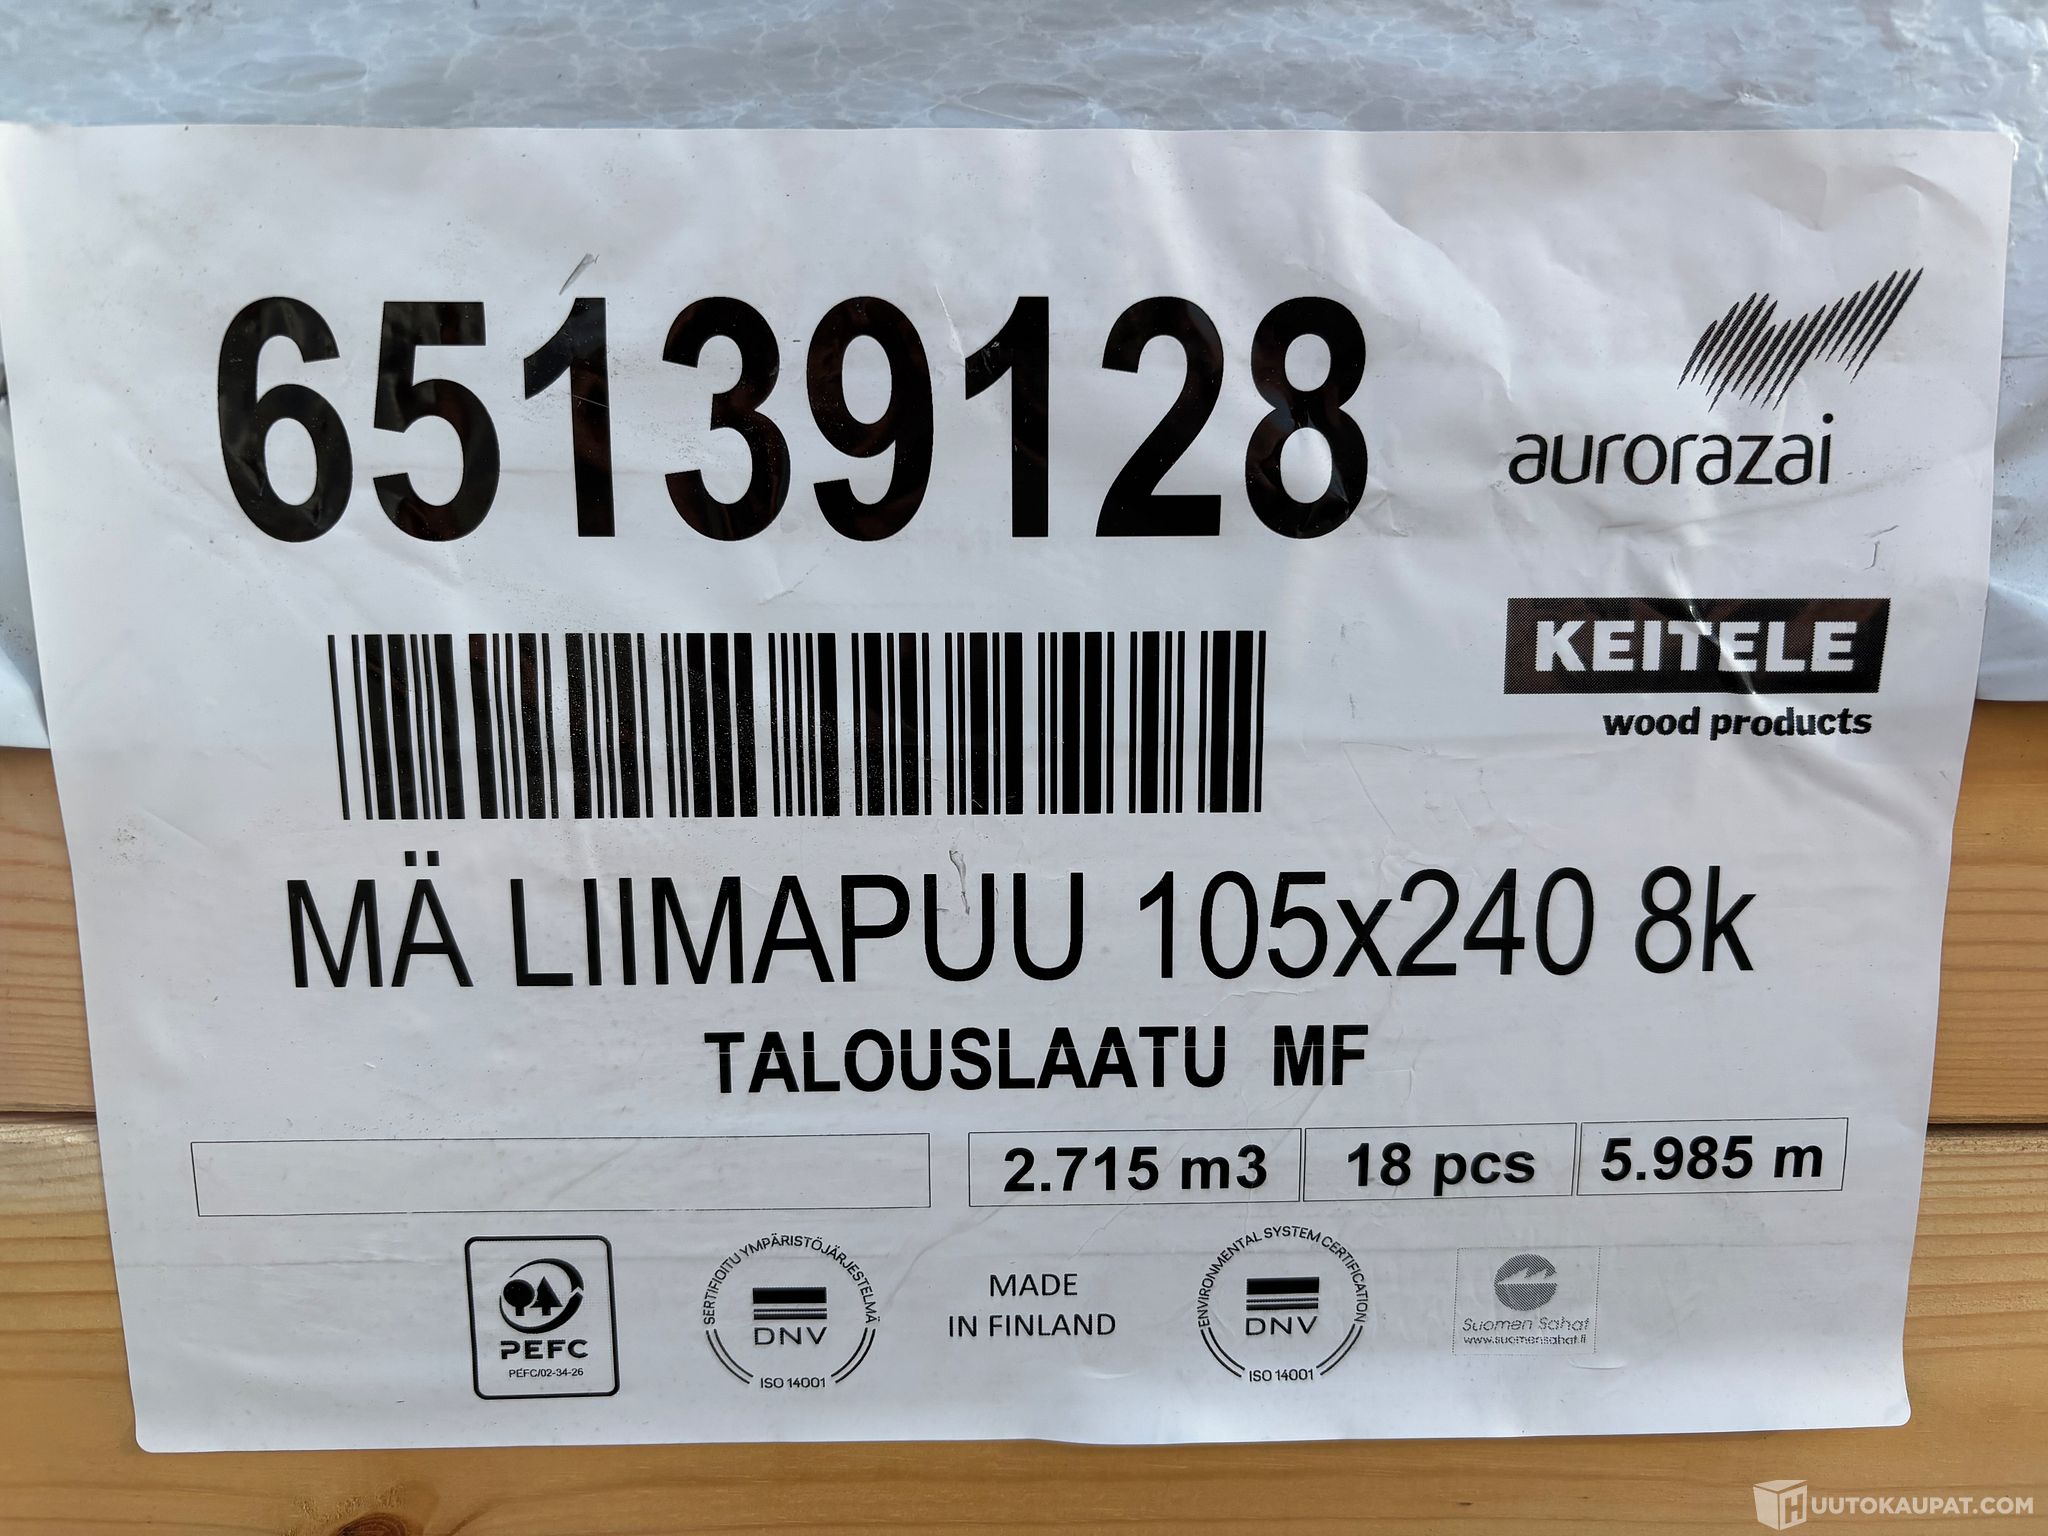 65139128
aurorazai
KEITELE
wood products
MÄ LIIMAPUU 105x240 8k
TALOUSLAATU MF
2.715 m3 18 pcs 5.985 m
PEFC
PEFC/02-34-26
SERTIFIOITU YMPÄRISTÖJÄRJESTELMÄ
DNV
ISO 14001
MADE
IN FINLAND
ENVIRONMENTAL SYSTEM CERTIFICATION
DNV
ISO 14001
Suomen Sahat
www.suomensahat.fi
HUUTOKAUPAT.COM